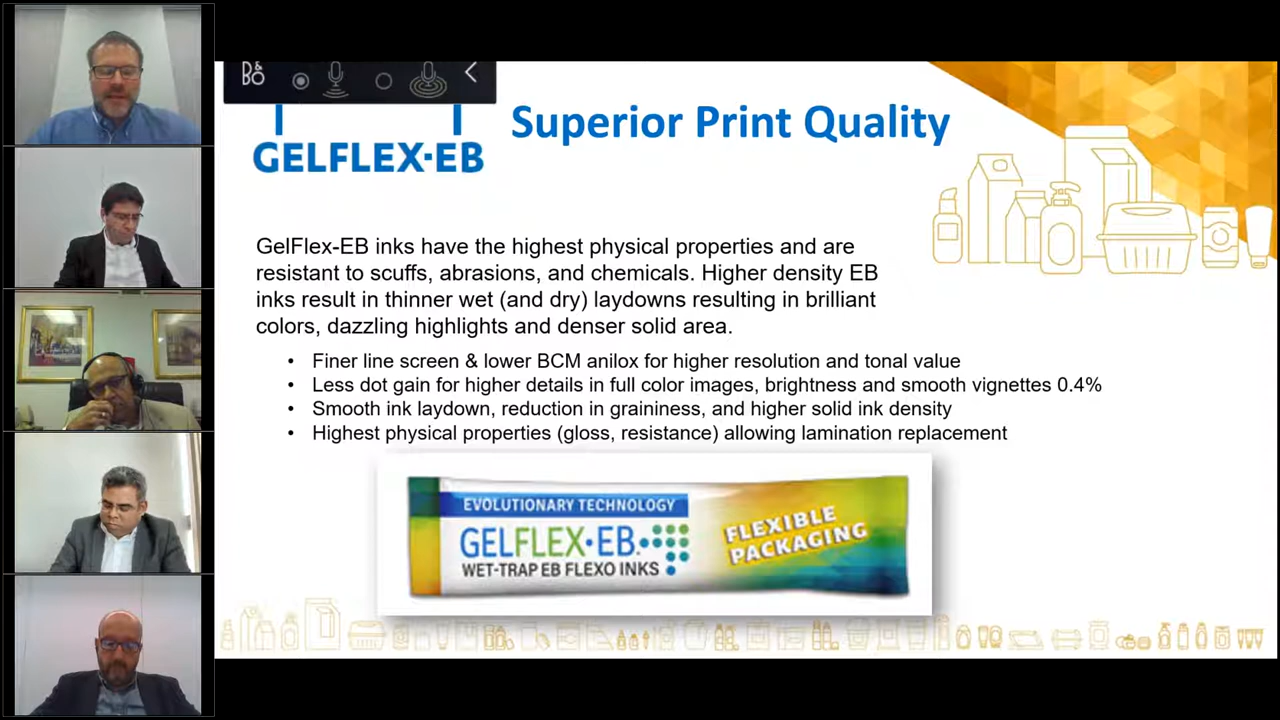 B&
BO
GELFLEX·EB
Superior Print Quality
GelFlex-EB inks have the highest physical properties and are
resistant to scuffs, abrasions, and chemicals. Higher density EB
inks result in thinner wet (and dry) laydowns resulting in brilliant
colors, dazzling highlights and denser solid area.
• Finer line screen & lower BCM anilox for higher resolution and tonal value
• Less dot gain for higher details in full color images, brightness and smooth vignettes 0.4%
• Smooth ink laydown, reduction in graininess, and higher solid ink density
• Highest physical properties (gloss, resistance) allowing lamination replacement
EVOLUTIONARY TECHNOLOGY
GELFLEX·EB
WET-TRAP EB FLEXO INKS
FLEXIBLE
PACKAGING